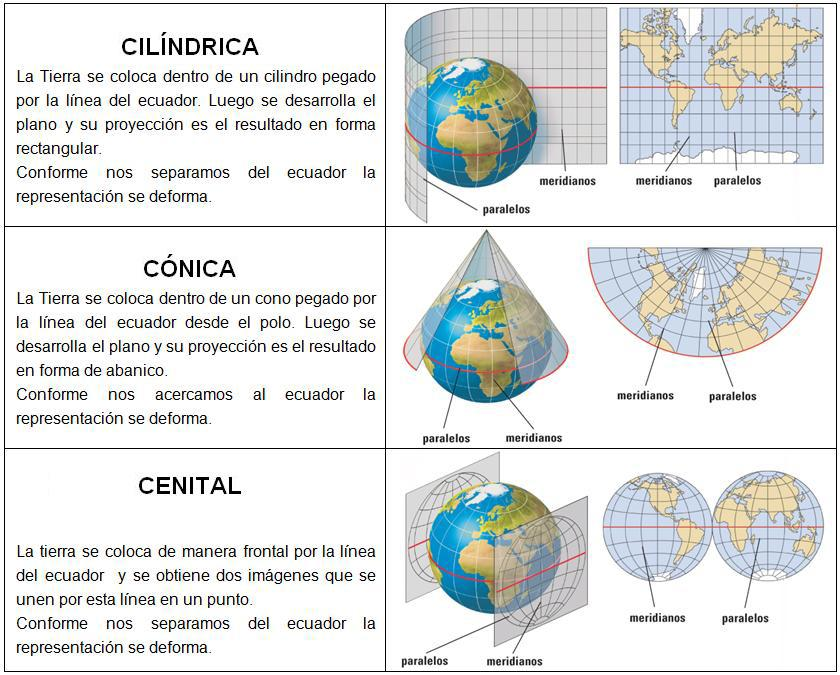 CILÍNDRICA
La Tierra se coloca dentro de un cilindro pegado
por la línea del ecuador. Luego se desarrolla el
plano y su proyección es el resultado en forma
rectangular.
Conforme nos separamos del ecuador la
representación se deforma.
meridianos
paralelos
meridianos
paralelos
CÓNICA
La Tierra se coloca dentro de un cono pegado por
la línea del ecuador desde el polo. Luego se
desarrolla el plano y su proyección es el resultado
en forma de abanico.
Conforme nos acercamos al ecuador la
representación se deforma.
paralelos
meridianos
meridianos
paralelos
CENITAL
La tierra se coloca de manera frontal por la línea
del ecuador y se obtiene dos imágenes que se
unen por esta línea en un punto.
Conforme nos separamos del ecuador la
representación se deforma.
paralelos
meridianos
meridianos
paralelos